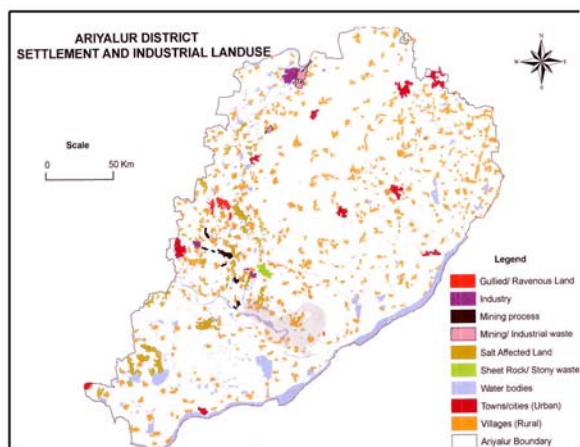 ARIYALUR DISTRICT
SETTLEMENT AND INDUSTRIAL LANDUSE
N
W E
S
Scale
0 50 Km
Legend
Gullied/ Ravenous Land
Industry
Mining process
Mining/ Industrial waste
Salt Affected Land
Sheet Rock/ Stony waste
Water bodies
Towns/cities (Urban)
Villages (Rural)
Ariyalur Boundary